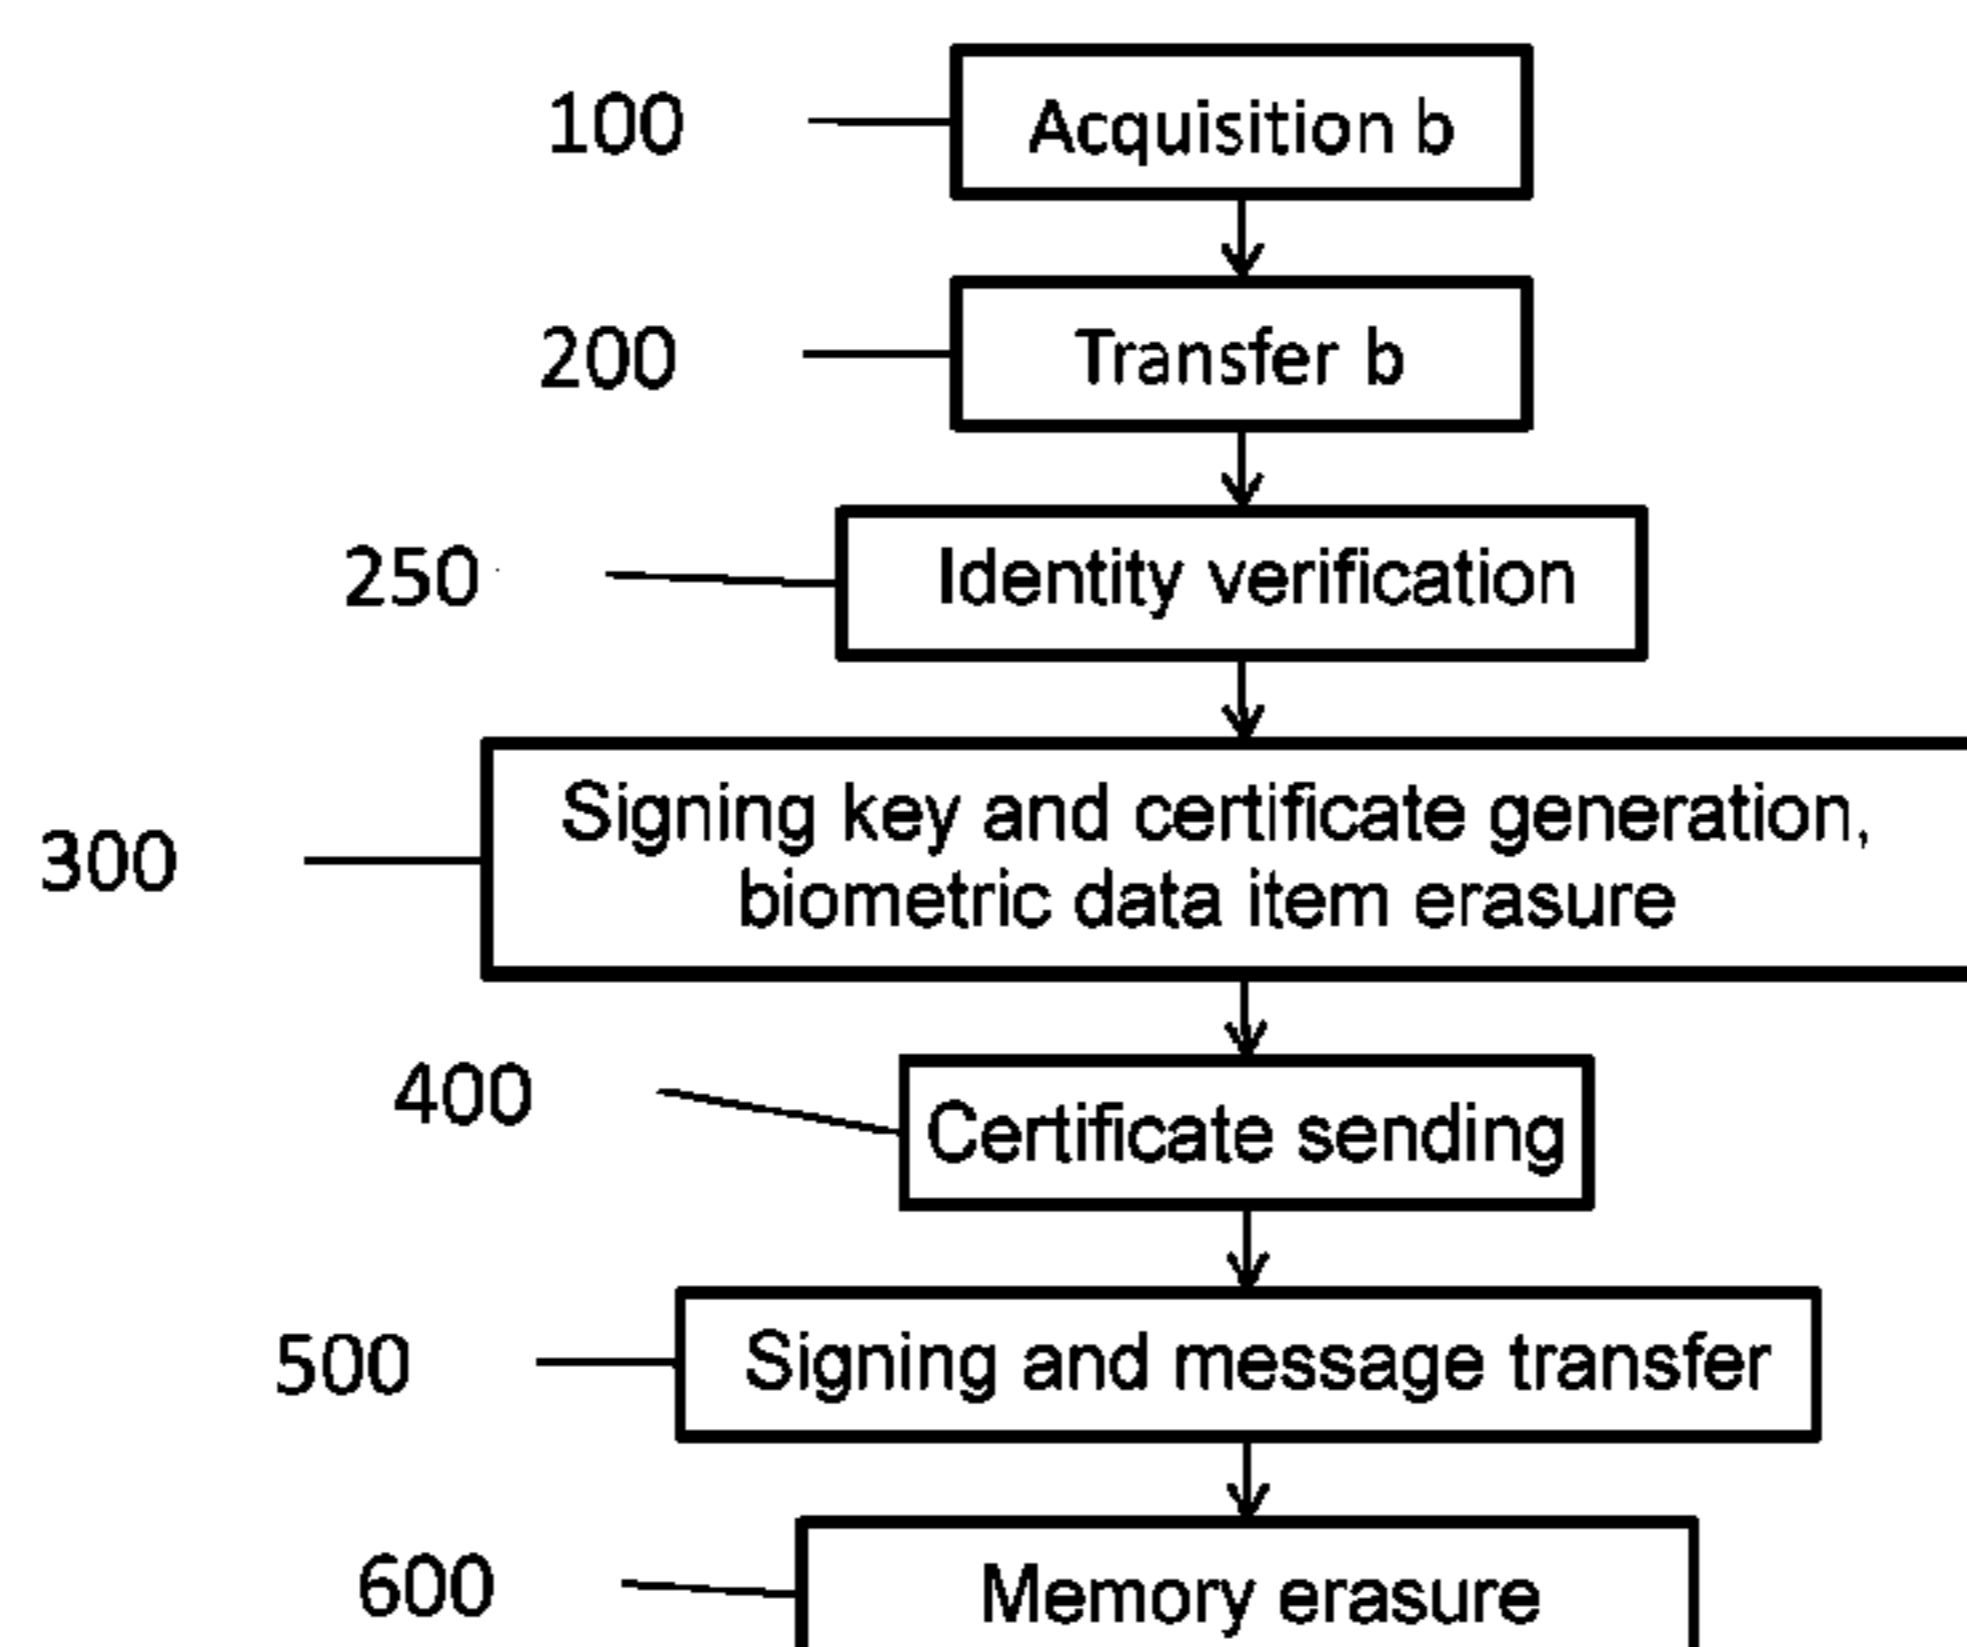 100
Acquisition b
200
Transfer b
250
Identity verification
300
Signing key and certificate generation,
biometric data item erasure
400
Certificate sending
500
Signing and message transfer
600
Memory erasure